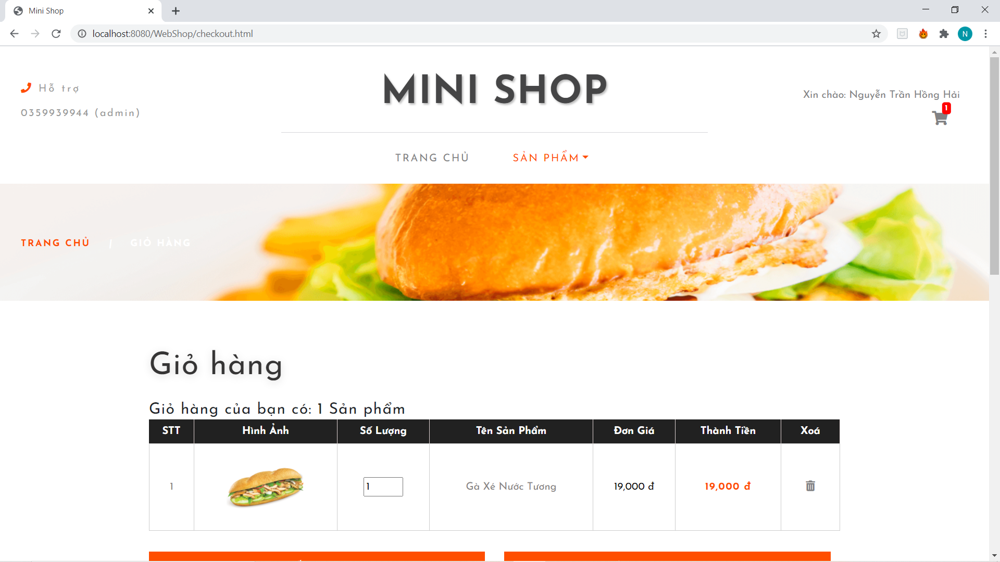 Mini Shop
localhost:8080/WebShop/checkout.html
N
Hỗ trợ
0359939944 (admin)
MINI SHOP
Xin chào: Nguyễn Trần Hồng Hải
1
TRANG CHỦ
SẢN PHẨM
TRANG CHỦ | GIỎ HÀNG
Giỏ hàng
Giỏ hàng của bạn có: 1 Sản phẩm
STT Hình Ảnh Số Lượng Tên Sản Phẩm Đơn Giá Thành Tiền Xoá
1 1 Gà Xé Nước Tương 19,000 đ 19,000 đ